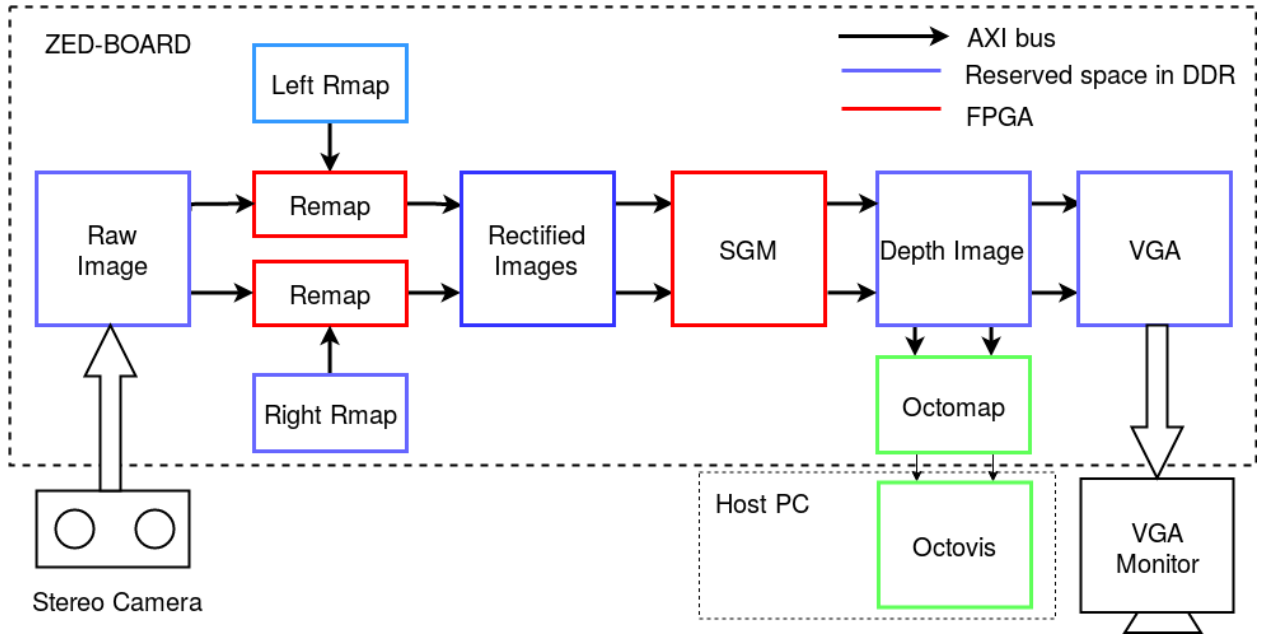 ZED-BOARD
AXI bus
Reserved space in DDR
FPGA
Left Rmap
Raw
Image
Remap
Remap
Rectified
Images
SGM
Depth Image
VGA
Right Rmap
Octomap
Host PC
Octovis
VGA
Monitor
Stereo Camera